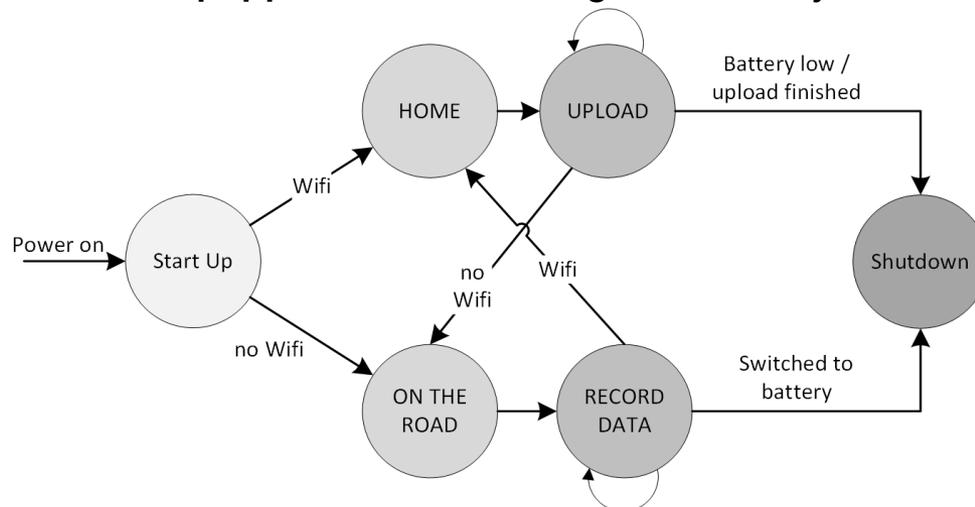 Battery low /
upload finished
HOME
UPLOAD
Wifi
Power on
Start Up
no
Wifi
Wifi
Shutdown
no Wifi
Switched to
battery
ON THE
ROAD
RECORD
DATA